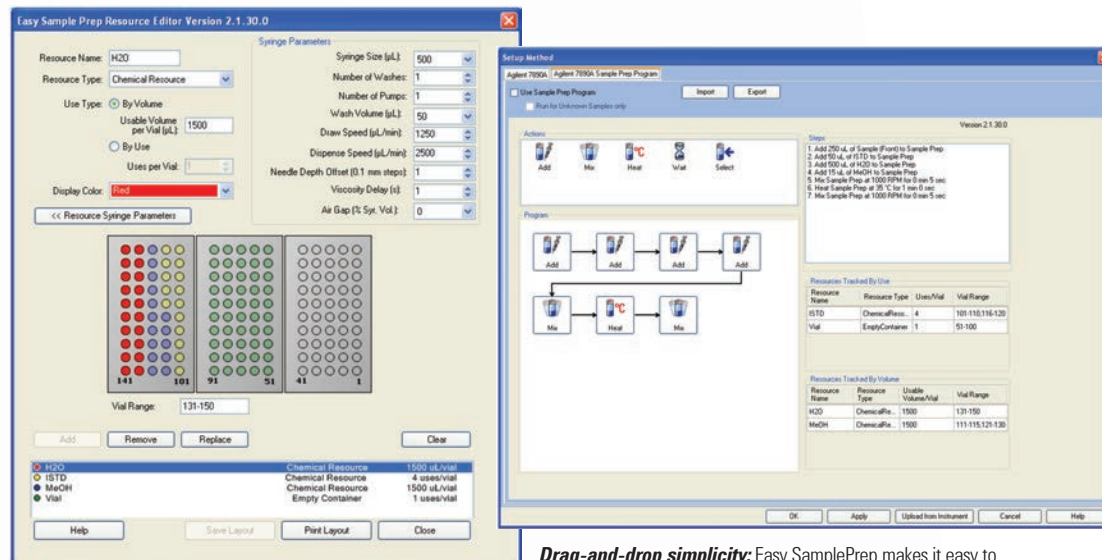 Easy Sample Prep Resource Editor Version 2.1.30.0
Resource Name: H2O
Resource Type: Chemical Resource
Use Type: By Volume
Usable Volume per Vial (µL): 1500
By Use
Uses per Vial: 1
Display Color: Red
<< Resource Syringe Parameters
Syringe Parameters
Syringe Size (µL): 500
Number of Washes: 1
Number of Pumps: 1
Wash Volume (µL): 50
Draw Speed (µL/min): 1250
Dispense Speed (µL/min): 2500
Needle Depth Offset (0.1 mm steps): 1
Viscosity Delay (s): 1
Air Gap (% Syr. Vol.): 0
141 101 91 51 41 1
Vial Range: 131-150
Add Remove Replace Clear
H2O Chemical Resource 1500 uL/vial
ISTD Chemical Resource 4 uses/vial
MeOH Chemical Resource 1500 uL/vial
Vial Empty Container 1 uses/vial
Help Save Layout Print Layout Close
Setup Method
Agilent 7890A Agilent 7890A Sample Prep Program
Use Sample Prep Program Import Export
Run for Unknown Samples only
Version 2.1.30.0
Actions
Add Mix Heat Wait Select
Program
Add Add Add Add
Mix Heat Mix
Steps
1. Add 250 uL of Sample (Front) to Sample Prep
2. Add 50 uL of ISTD to Sample Prep
3. Add 500 uL of H2O to Sample Prep
4. Add 15 uL of MeOH to Sample Prep
5. Mix Sample Prep at 1000 RPM for 0 min 5 sec
6. Heat Sample Prep at 35 °C for 1 min 0 sec
7. Mix Sample Prep at 1000 RPM for 0 min 5 sec
Resources Tracked By Use
Resource Name Resource Type Uses/Vial Vial Range
ISTD ChemicalReso... 4 101-110,116-120
Vial EmptyContainer 1 51-100
Resources Tracked By Volume
Resource Name Resource Type Usable Volume/Vial Vial Range
H2O ChemicalRe... 1500 131-150
MeOH ChemicalRe... 1500 111-115,121-130
OK Apply Upload from Instrument Cancel Help
Drag-and-drop simplicity: Easy SamplePrep makes it easy to